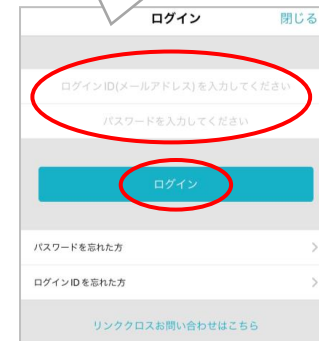 ログイン 閉じる
ログインID(メールアドレス)を入力してください
パスワードを入力してください
ログイン
パスワードを忘れた方
ログインIDを忘れた方
リンククロスお問い合わせはこちら